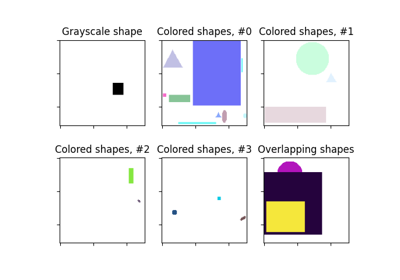 Grayscale shape
Colored shapes, #0
Colored shapes, #1
Colored shapes, #2
Colored shapes, #3
Overlapping shapes